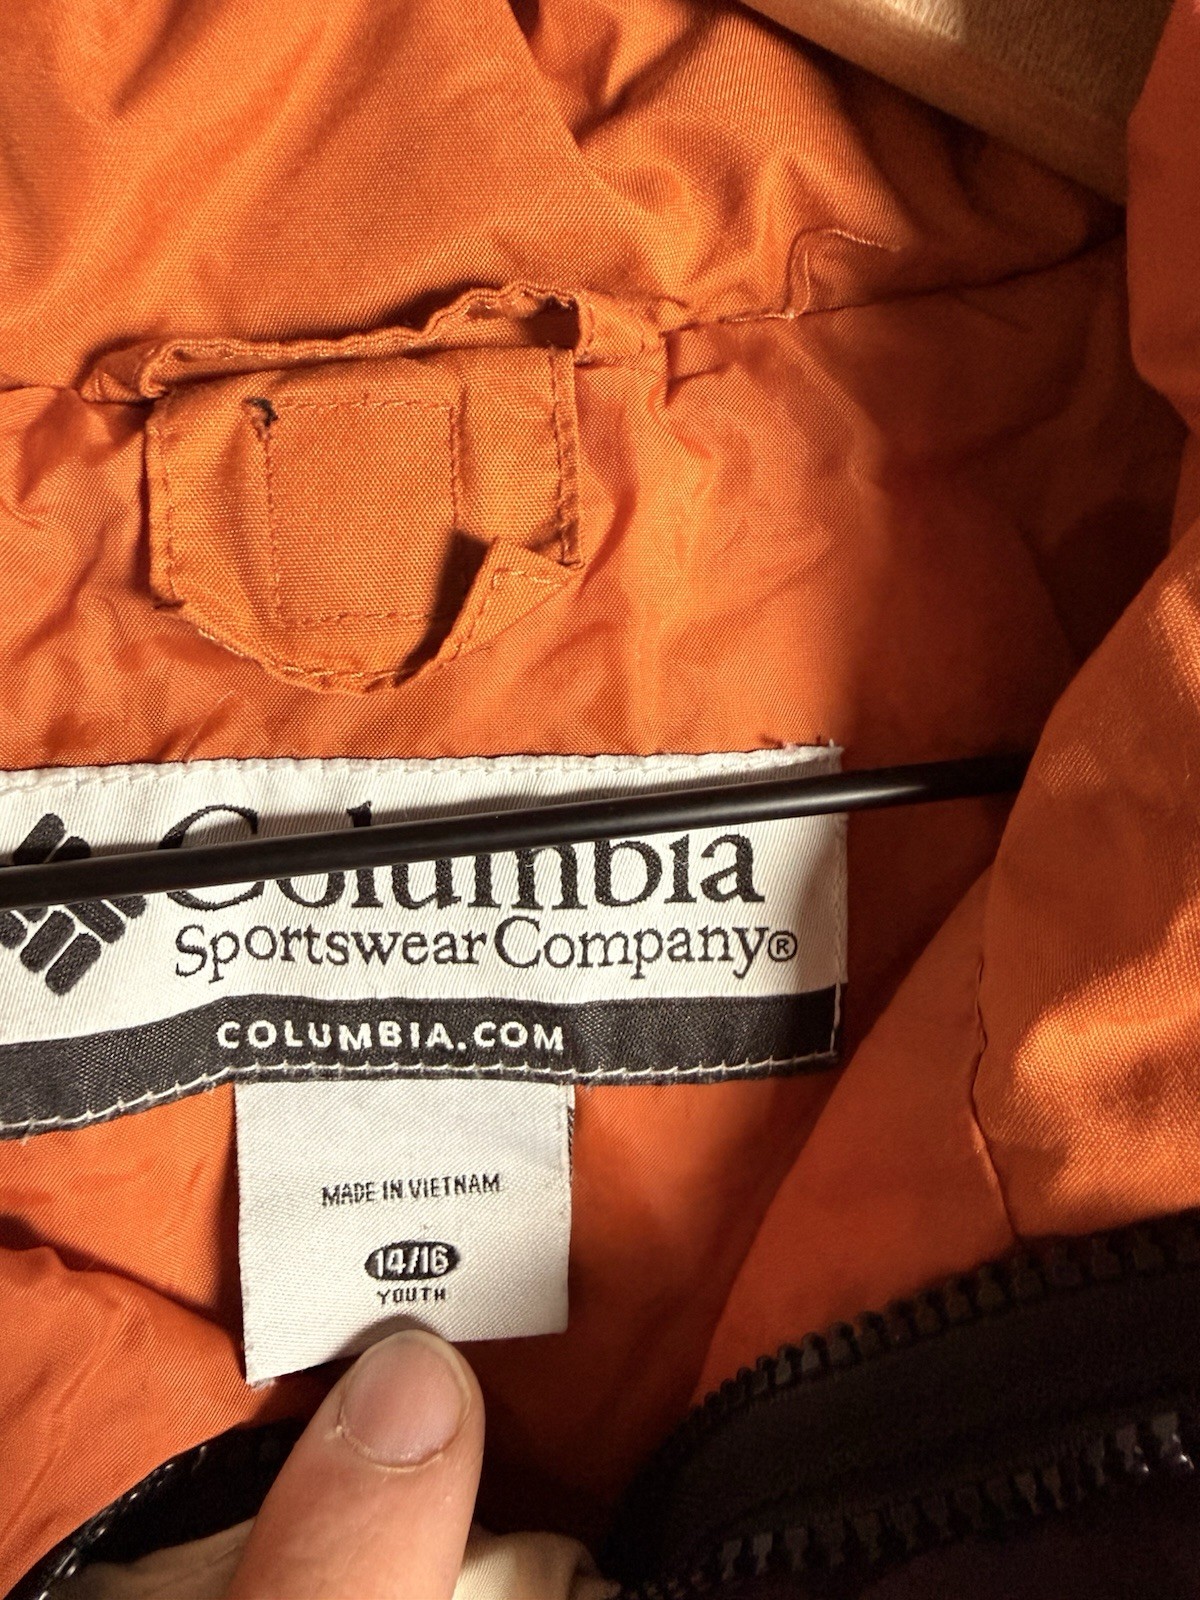 Columbia
Sportswear Company®
COLUMBIA.COM
MADE IN VIETNAM
14/16
YOUTH